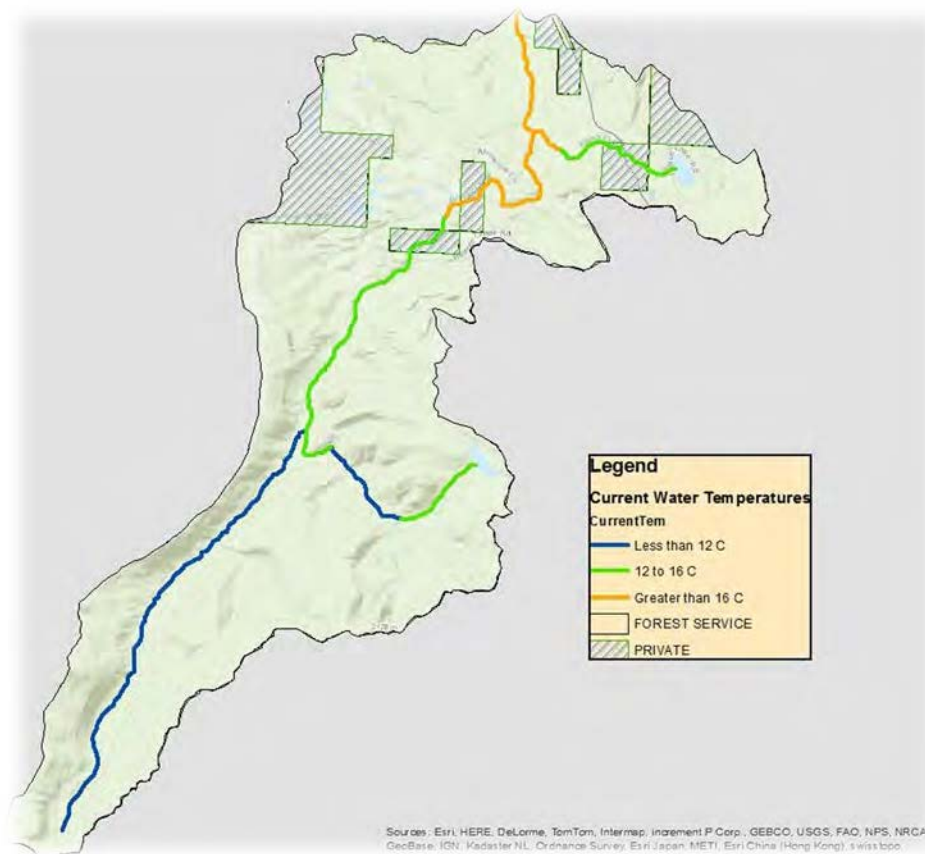 Legend
Current Water Temperatures
CurrentTem
Less than 12 C
12 to 16 C
Greater than 16 C
FOREST SERVICE
PRIVATE
Sources: Esri, HERE, DeLorme, TomTom, Intermap, increment P Corp., GEBCO, USGS, FAO, NPS, NRCA
GeoBase, IGN, Kadaster NL, Ordnance Survey, Esri Japan, METI, Esri China (Hong Kong), swisstopo